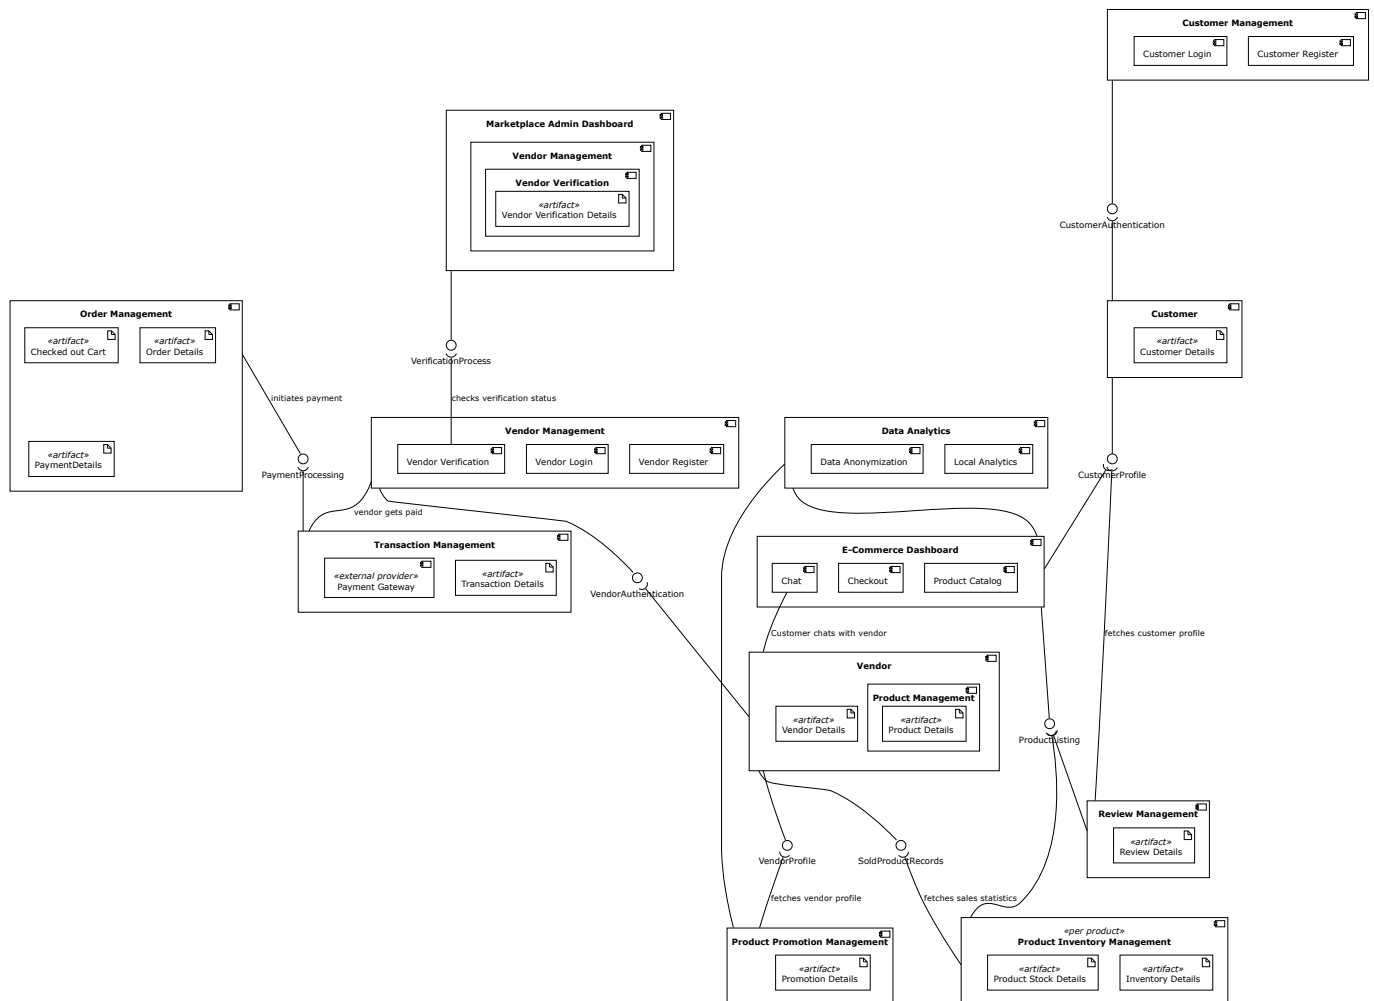 Customer Management
Customer Login
Customer Register
Marketplace Admin Dashboard
Vendor Management
Vendor Verification
«artifact»
Vendor Verification Details
CustomerAuthentication
Order Management
«artifact»
Checked out Cart
«artifact»
Order Details
«artifact»
PaymentDetails
Customer
«artifact»
Customer Details
VerificationProcess
checks verification status
initiates payment
PaymentProcessing
Vendor Management
Vendor Verification
Vendor Login
Vendor Register
Data Analytics
Data Anonymization
Local Analytics
CustomerProfile
vendor gets paid
Transaction Management
«external provider»
Payment Gateway
«artifact»
Transaction Details
VendorAuthentication
E-Commerce Dashboard
Chat
Checkout
Product Catalog
Customer chats with vendor
fetches customer profile
Vendor
«artifact»
Vendor Details
Product Management
«artifact»
Product Details
ProductListing
Review Management
«artifact»
Review Details
VendorProfile
SoldProductRecords
fetches vendor profile
fetches sales statistics
Product Promotion Management
«artifact»
Promotion Details
«per product»
Product Inventory Management
«artifact»
Product Stock Details
«artifact»
Inventory Details